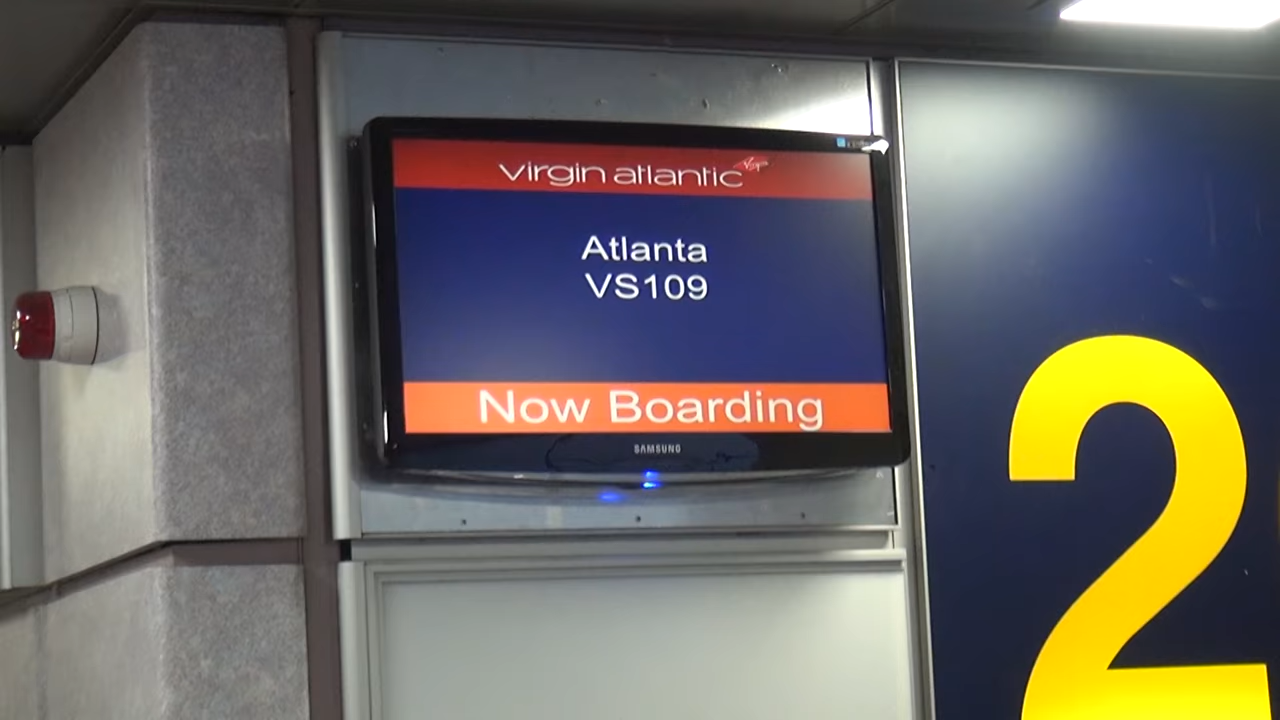 virgin atlantic
Atlanta
VS109
Now Boarding
SAMSUNG
2